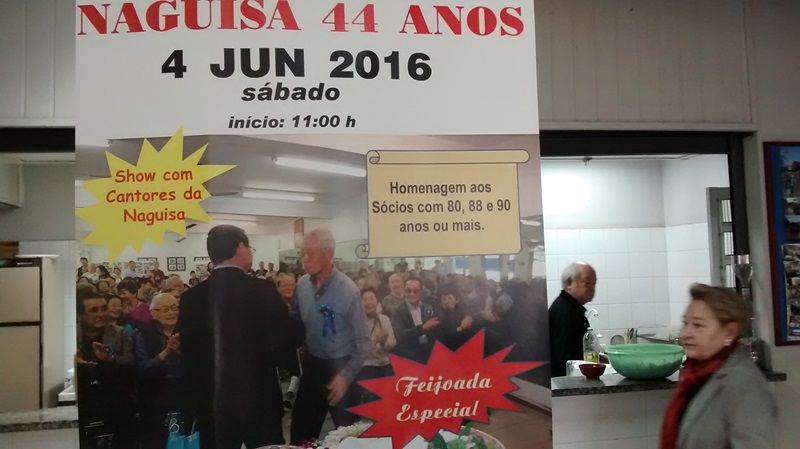 NAGUISA 44 ANOS
4 JUN 2016
sábado
início: 11:00 h
Show com
Cantores da
Naguisa
Homenagem aos
Sócios com 80, 88 e 90
anos ou mais.
Feijoada
Especial